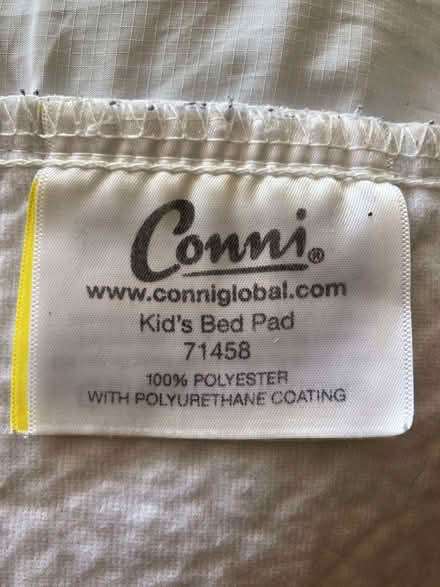 Conni®
www.conniglobal.com
Kid's Bed Pad
71458
100% POLYESTER
WITH POLYURETHANE COATING